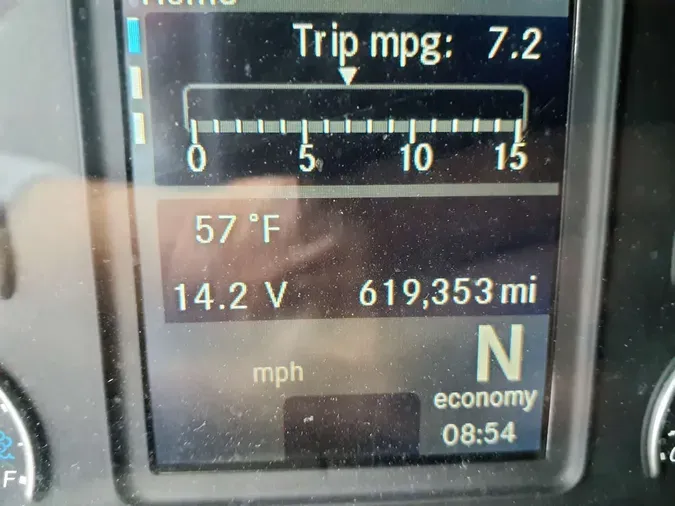 Trip mpg: 7.2
0 5 10 15
57 °F
14.2 V 619,353 mi
N
mph
economy
08:54
F